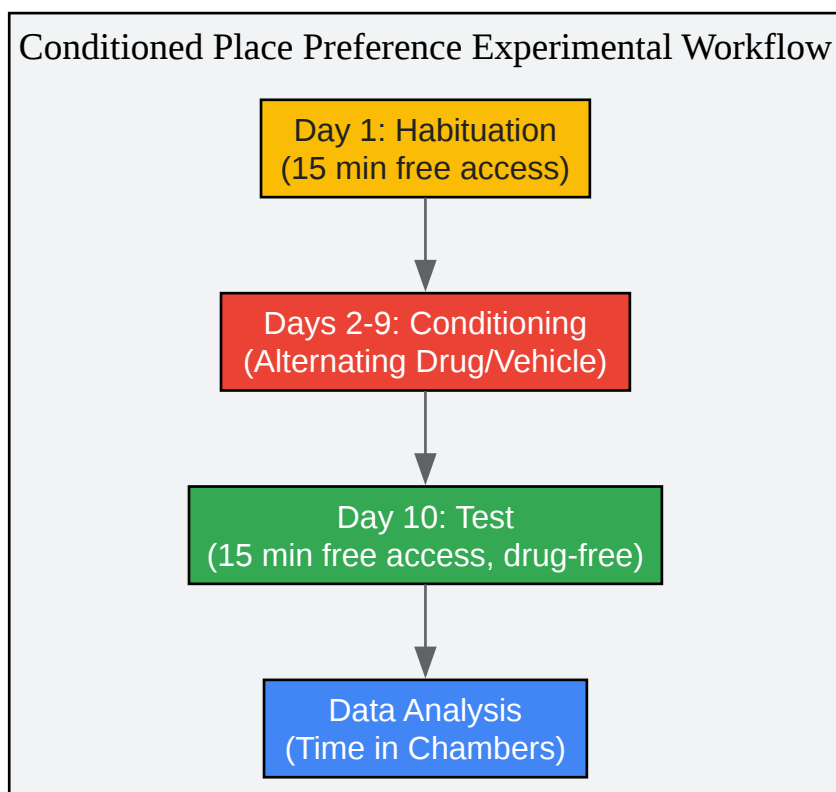 Conditioned Place Preference Experimental Workflow
Day 1: Habituation
(15 min free access)
Days 2-9: Conditioning
(Alternating Drug/Vehicle)
Day 10: Test
(15 min free access, drug-free)
Data Analysis
(Time in Chambers)